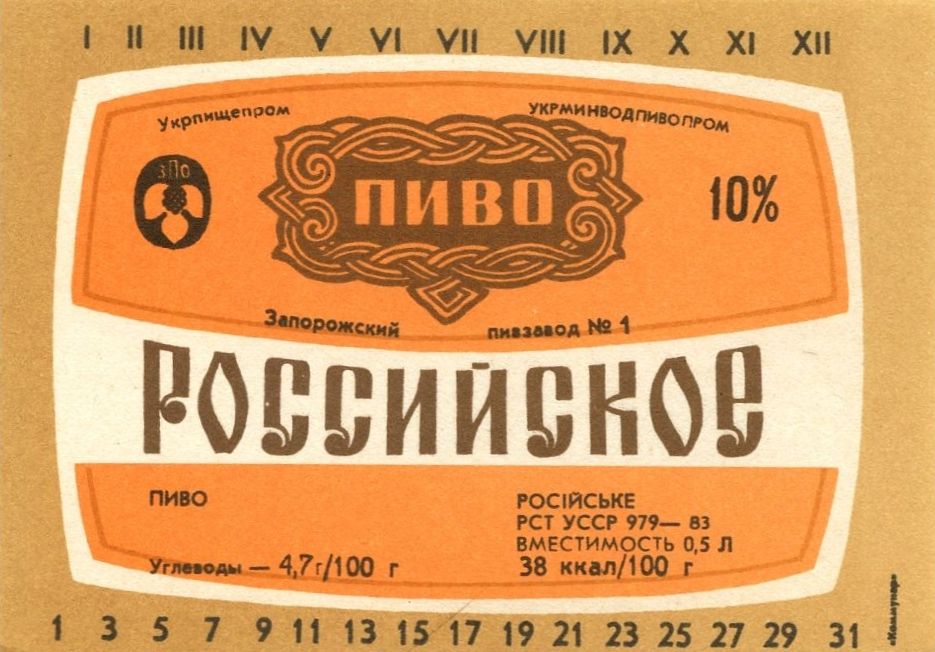 I II III IV V VI VII VIII IX X XI XII
Укрпищепром
УКРМИНВОДПИВОПРОМ
ЗПО
ПИВО
10%
Запорожский пивзавод № 1
РОССИЙСКОЕ
ПИВО
РОСІЙСЬКЕ
РСТ УССР 979— 83
ВМЕСТИМОСТЬ 0,5 Л
Углеводы — 4,7г/100 г
38 ккал/100 г
1 3 5 7 9 11 13 15 17 19 21 23 25 27 29 31
«Коммунар»